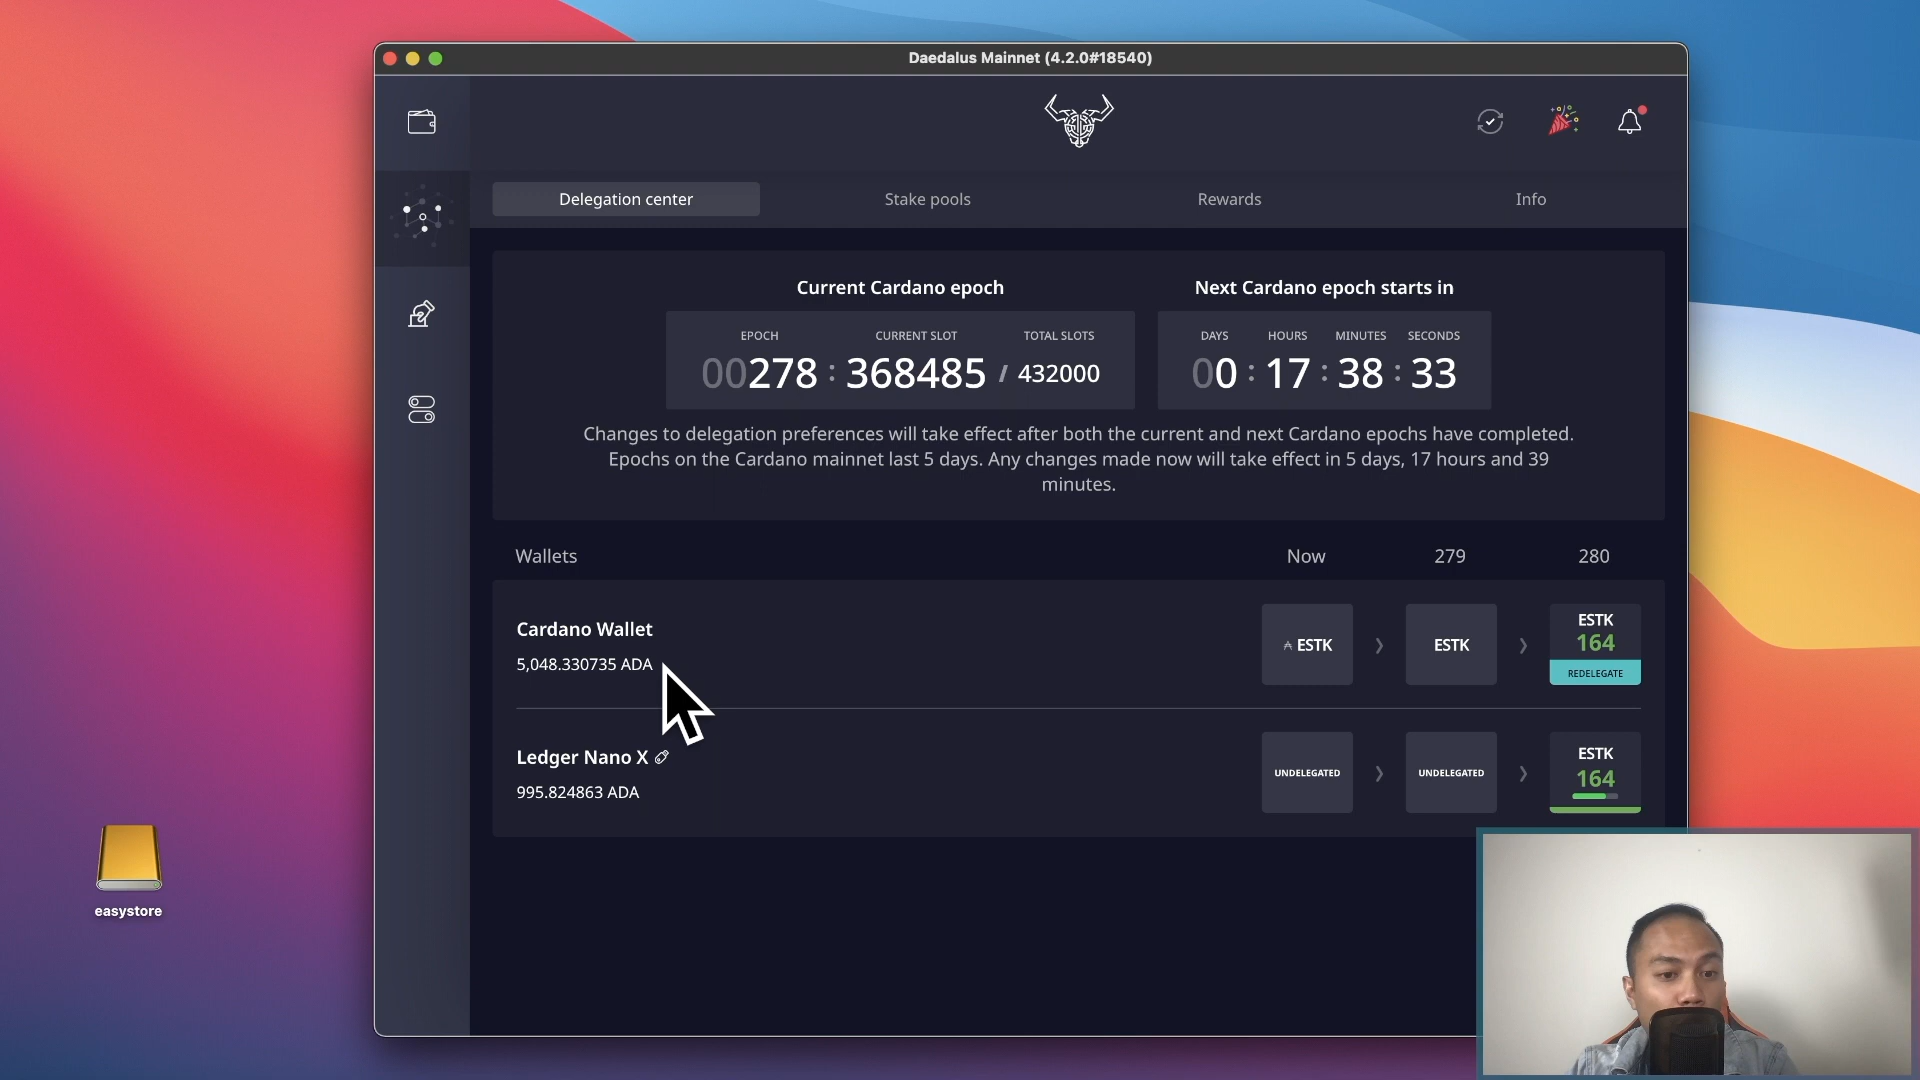 Daedalus Mainnet (4.2.0#18540)
Delegation center
Stake pools
Rewards
Info
Current Cardano epoch
EPOCH
CURRENT SLOT
TOTAL SLOTS
00278 : 368485 / 432000
Next Cardano epoch starts in
DAYS
HOURS
MINUTES
SECONDS
00 : 17 : 38 : 33
Changes to delegation preferences will take effect after both the current and next Cardano epochs have completed.
Epochs on the Cardano mainnet last 5 days. Any changes made now will take effect in 5 days, 17 hours and 39
minutes.
Wallets
Now
279
280
Cardano Wallet
5,048.330735 ADA
₳ ESTK
ESTK
ESTK
164
REDELEGATE
Ledger Nano X
995.824863 ADA
UNDELEGATED
UNDELEGATED
ESTK
164
easystore